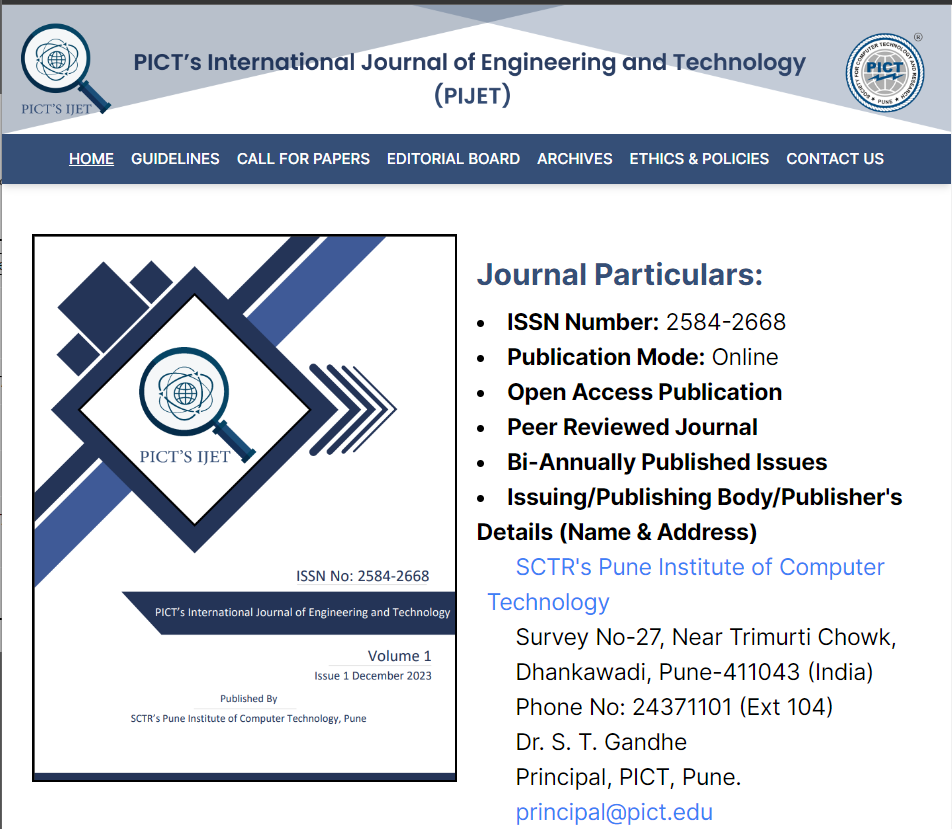 PICT'S IJET
PICT's International Journal of Engineering and Technology
(PIJET)
SOCIETY FOR COMPUTER TECHNOLOGY AND RESEARCH
PICT
PUNE
®
HOME GUIDELINES CALL FOR PAPERS EDITORIAL BOARD ARCHIVES ETHICS & POLICIES CONTACT US
PICT'S IJET
ISSN No: 2584-2668
PICT's International Journal of Engineering and Technology
Volume 1
Issue 1 December 2023
Published By
SCTR's Pune Institute of Computer Technology, Pune
Journal Particulars:
• ISSN Number: 2584-2668
• Publication Mode: Online
• Open Access Publication
• Peer Reviewed Journal
• Bi-Annually Published Issues
• Issuing/Publishing Body/Publisher's
Details (Name & Address)
SCTR's Pune Institute of Computer
Technology
Survey No-27, Near Trimurti Chowk,
Dhankawadi, Pune-411043 (India)
Phone No: 24371101 (Ext 104)
Dr. S. T. Gandhe
Principal, PICT, Pune.
principal@pict.edu